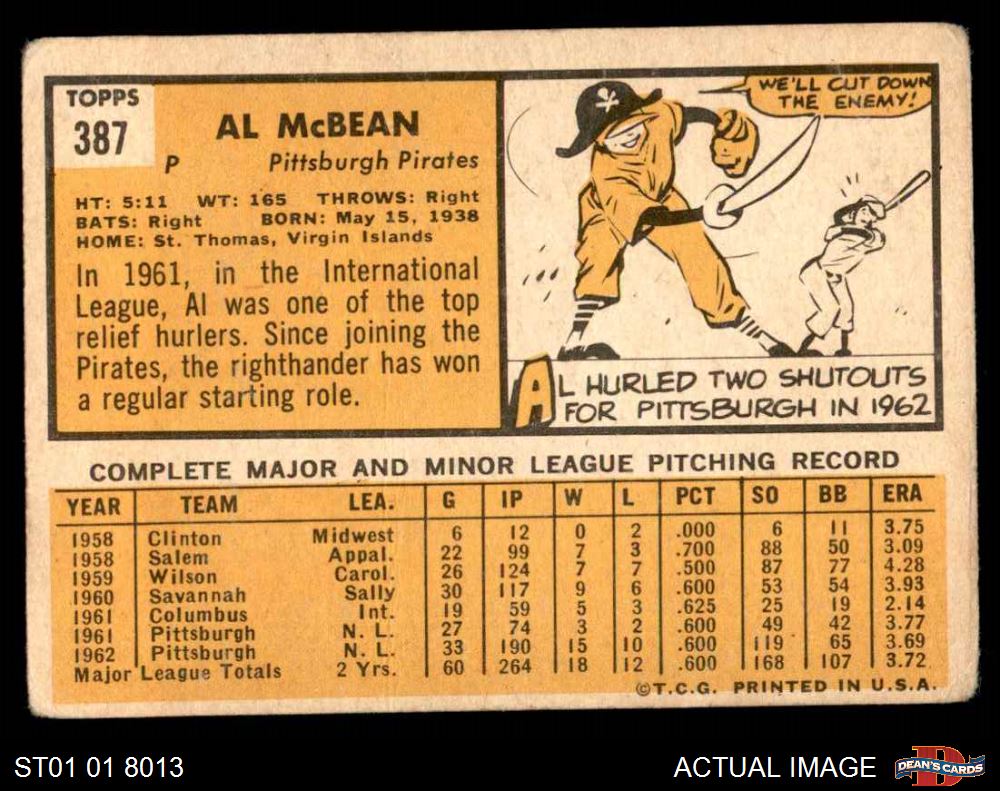 TOPPS
387
AL McBEAN
P Pittsburgh Pirates
HT: 5:11 WT: 165 THROWS: Right
BATS: Right BORN: May 15, 1938
HOME: St. Thomas, Virgin Islands
In 1961, in the International
League, Al was one of the top
relief hurlers. Since joining the
Pirates, the righthander has won
a regular starting role.
WE'LL CUT DOWN
THE ENEMY!
AL HURLED TWO SHUTOUTS
FOR PITTSBURGH IN 1962
COMPLETE MAJOR AND MINOR LEAGUE PITCHING RECORD
YEAR TEAM LEA. G IP W L PCT SO BB ERA
1958 Clinton Midwest 6 12 0 2 .000 6 11 3.75
1958 Salem Appal. 22 99 7 3 .700 88 50 3.09
1959 Wilson Carol. 26 124 7 7 .500 87 77 4.28
1960 Savannah Sally 30 117 9 6 .600 53 54 3.93
1961 Columbus Int. 19 59 5 3 .625 25 19 2.14
1961 Pittsburgh N. L. 27 74 3 2 .600 49 42 3.77
1962 Pittsburgh N. L. 33 190 15 10 .600 119 65 3.69
Major League Totals 2 Yrs. 60 264 18 12 .600 168 107 3.72
©T.C.G. PRINTED IN U.S.A.
ST01 01 8013
ACTUAL IMAGE
DEAN'S CARDS